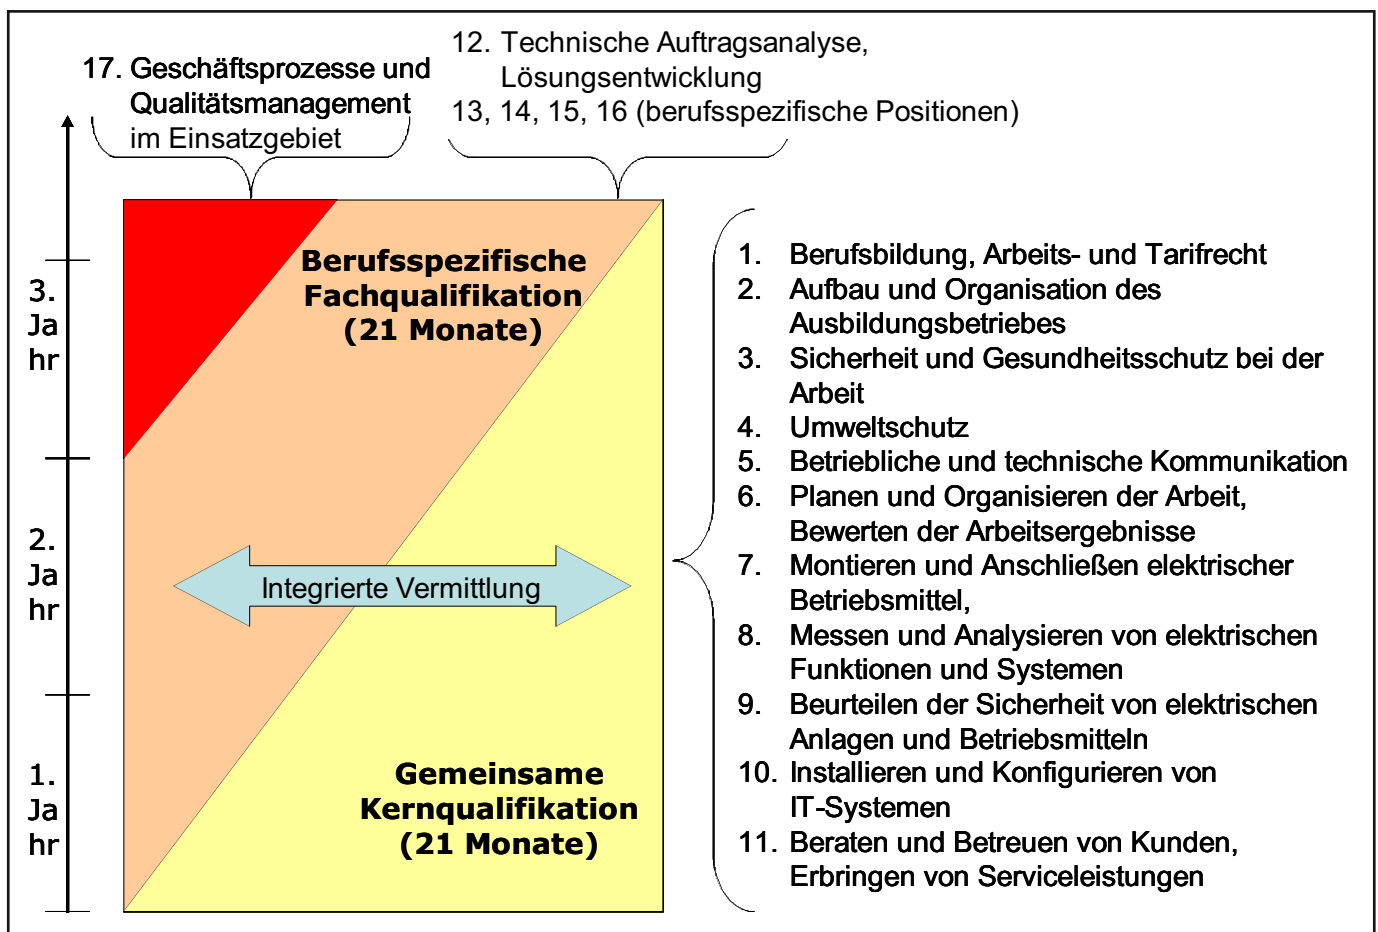 17. Geschäftsprozesse und
Qualitätsmanagement
im Einsatzgebiet
12. Technische Auftragsanalyse,
Lösungsentwicklung
13, 14, 15, 16 (berufsspezifische Positionen)
3.
Ja
hr
2.
Ja
hr
1.
Ja
hr
Berufsspezifische
Fachqualifikation
(21 Monate)
Integrierte Vermittlung
Gemeinsame
Kernqualifikation
(21 Monate)
1. Berufsbildung, Arbeits- und Tarifrecht
2. Aufbau und Organisation des
Ausbildungsbetriebes
3. Sicherheit und Gesundheitsschutz bei der
Arbeit
4. Umweltschutz
5. Betriebliche und technische Kommunikation
6. Planen und Organisieren der Arbeit,
Bewerten der Arbeitsergebnisse
7. Montieren und Anschließen elektrischer
Betriebsmittel,
8. Messen und Analysieren von elektrischen
Funktionen und Systemen
9. Beurteilen der Sicherheit von elektrischen
Anlagen und Betriebsmitteln
10. Installieren und Konfigurieren von
IT-Systemen
11. Beraten und Betreuen von Kunden,
Erbringen von Serviceleistungen